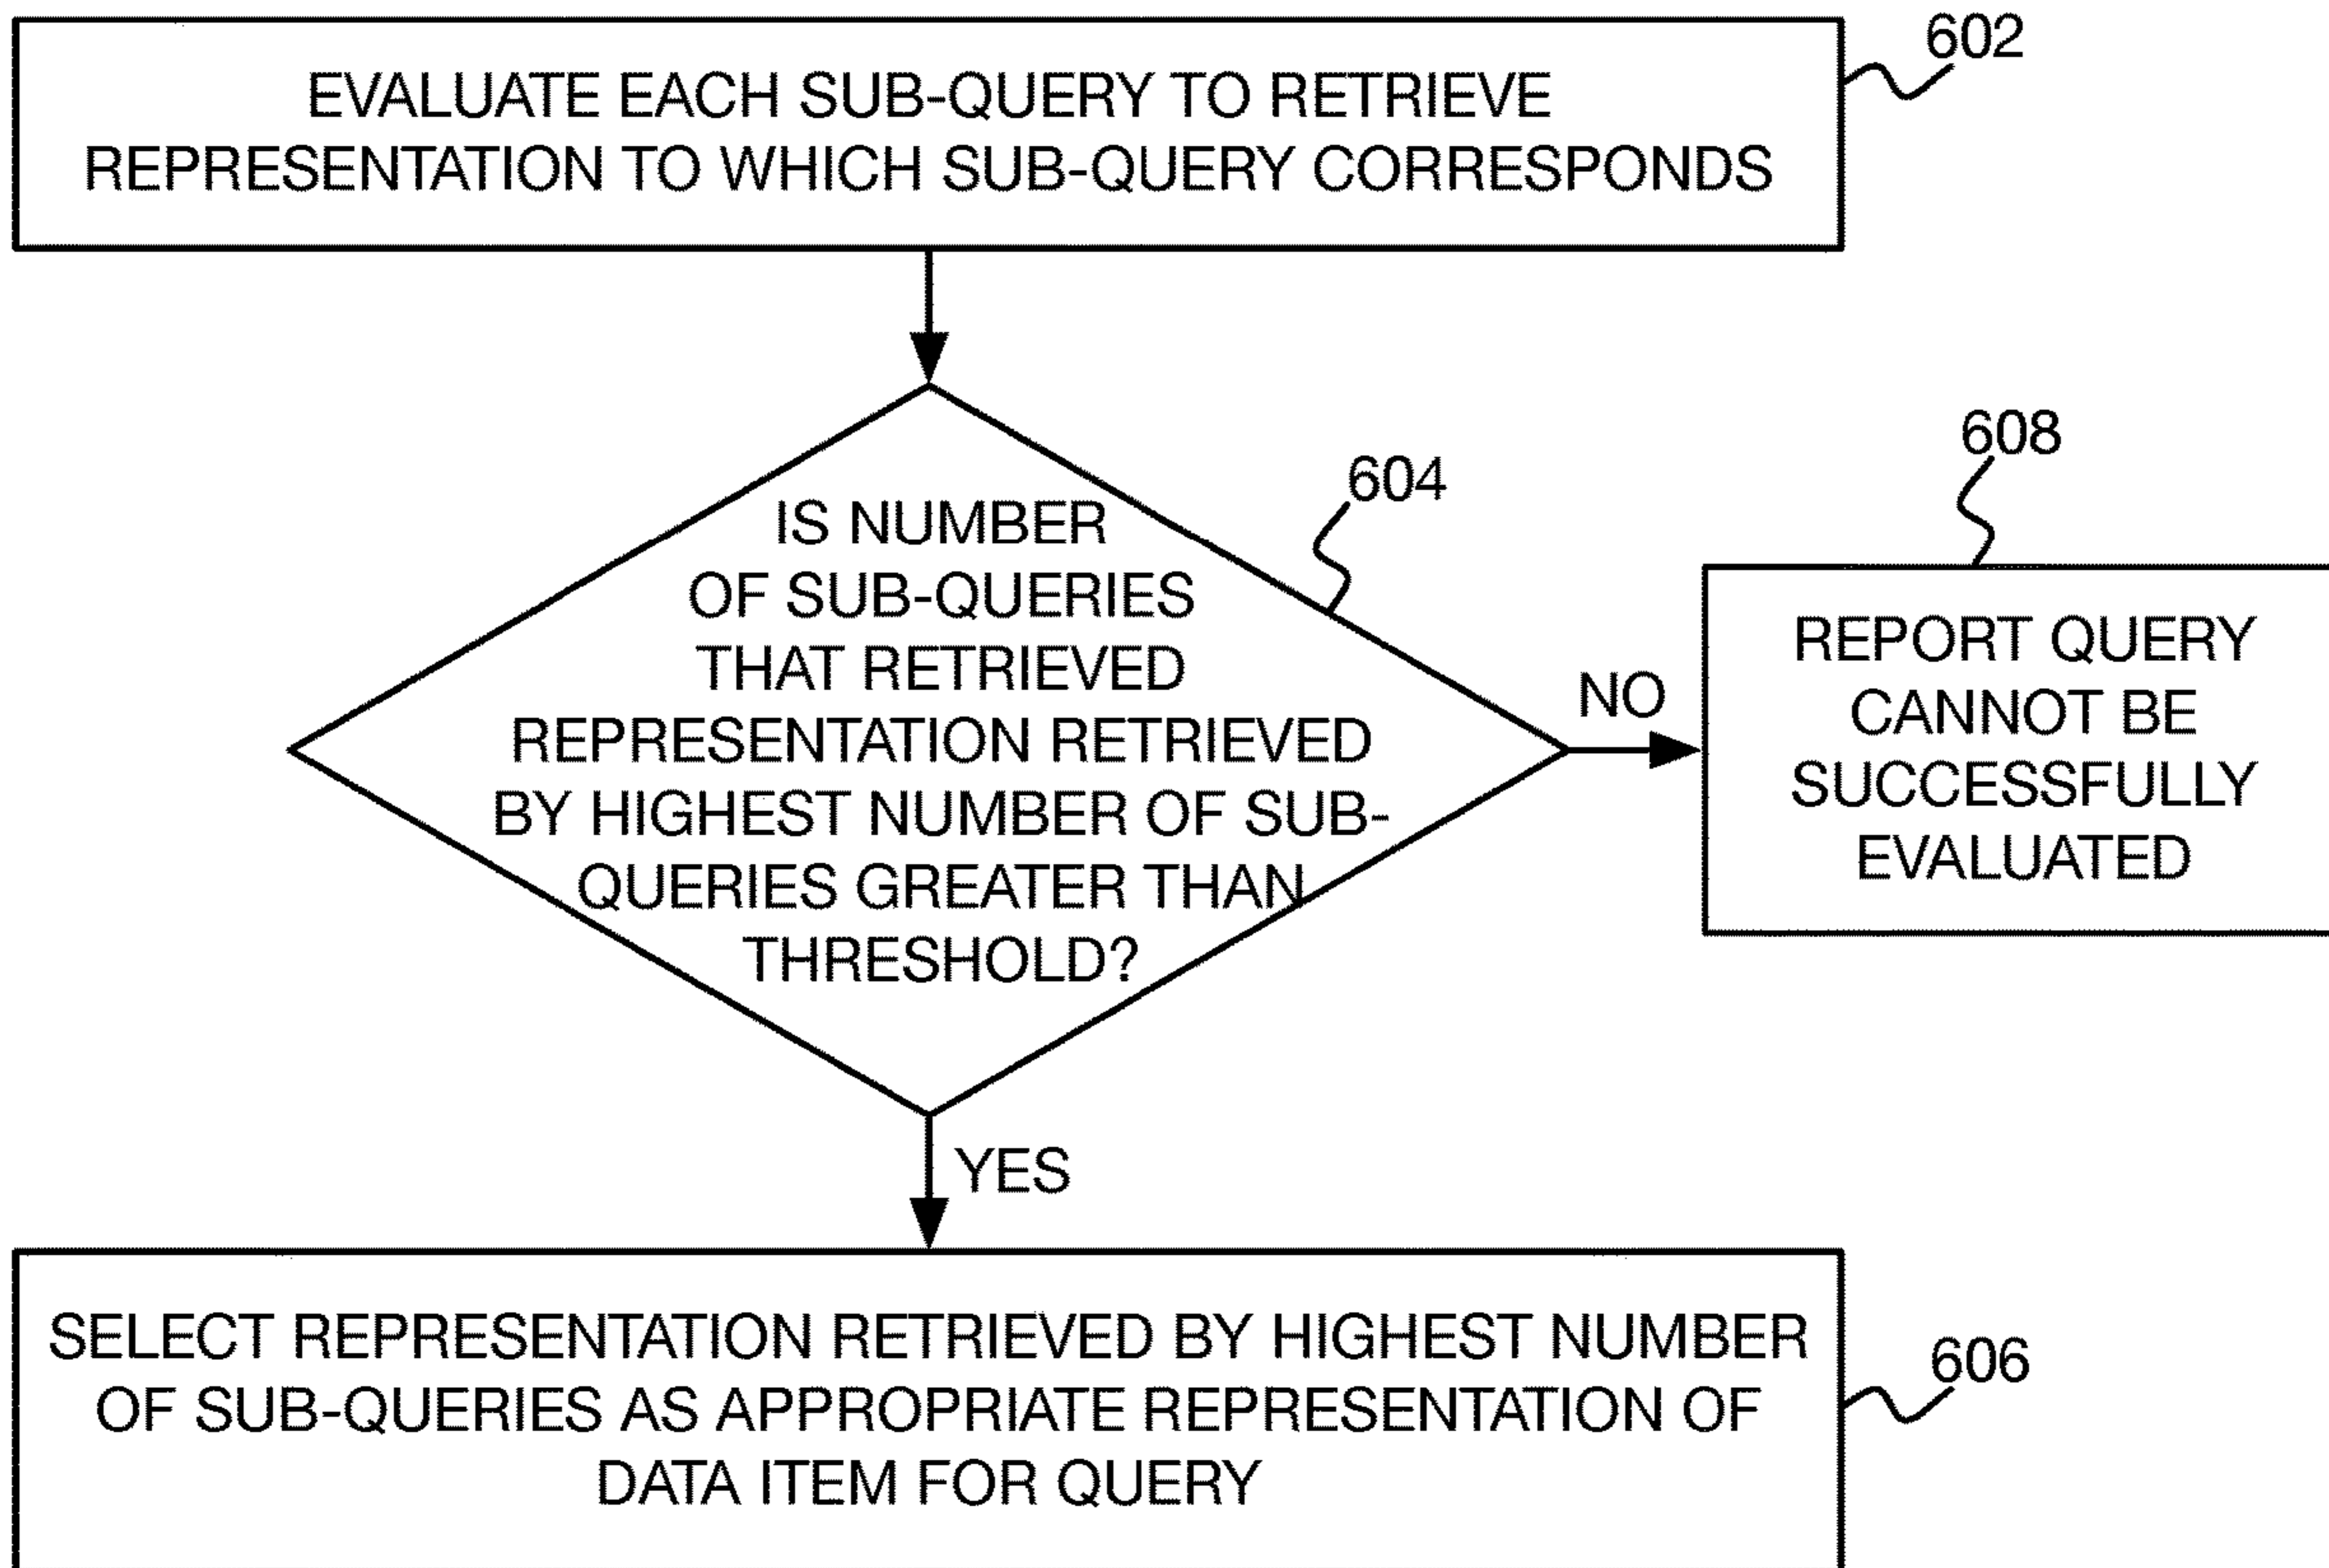 602
EVALUATE EACH SUB-QUERY TO RETRIEVE
REPRESENTATION TO WHICH SUB-QUERY CORRESPONDS
604
IS NUMBER
OF SUB-QUERIES
THAT RETRIEVED
REPRESENTATION RETRIEVED
BY HIGHEST NUMBER OF SUB-
QUERIES GREATER THAN
THRESHOLD?
NO
608
REPORT QUERY
CANNOT BE
SUCCESSFULLY
EVALUATED
YES
SELECT REPRESENTATION RETRIEVED BY HIGHEST NUMBER
OF SUB-QUERIES AS APPROPRIATE REPRESENTATION OF
DATA ITEM FOR QUERY
606